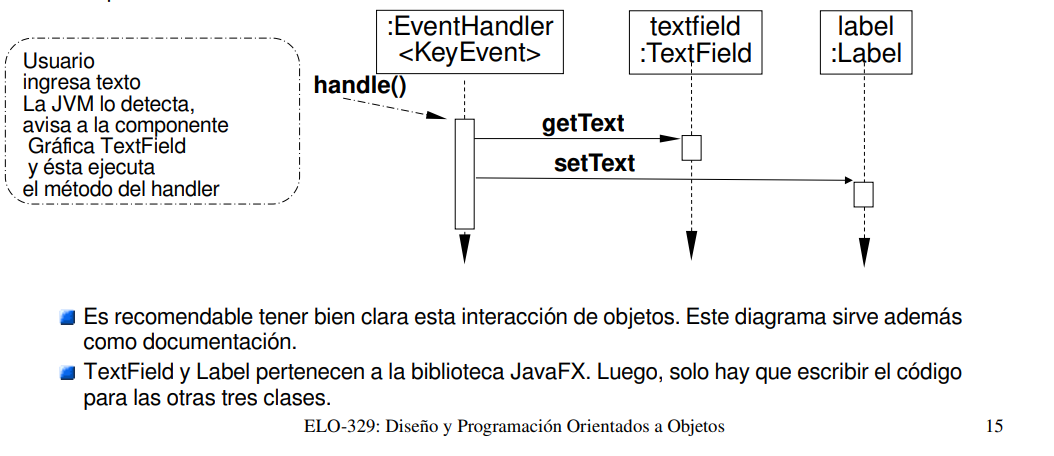 :EventHandler
<KeyEvent>
textfield
:TextField
label
:Label
Usuario
ingresa texto
La JVM lo detecta,
avisa a la componente
Gráfica TextField
y ésta ejecuta
el método del handler
handle()
getText
setText
Es recomendable tener bien clara esta interacción de objetos. Este diagrama sirve además
como documentación.
TextField y Label pertenecen a la biblioteca JavaFX. Luego, solo hay que escribir el código
para las otras tres clases.
ELO-329: Diseño y Programación Orientados a Objetos
15